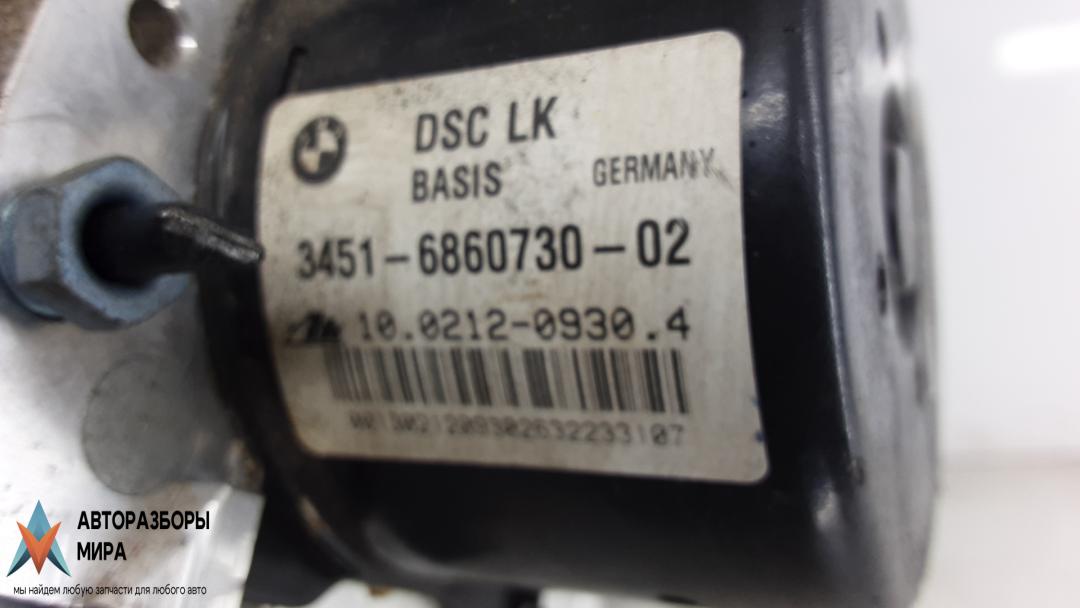 DSC LK
BASIS GERMANY
3451-6860730-02
Ate 10.0212-0930.4
АВТОРАЗБОРЫ
МИРА
мы найдем любую запчасти для любого авто